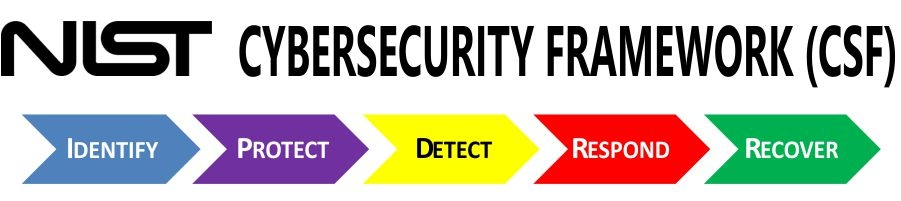 NIST CYBERSECURITY FRAMEWORK (CSF)
IDENTIFY PROTECT DETECT RESPOND RECOVER